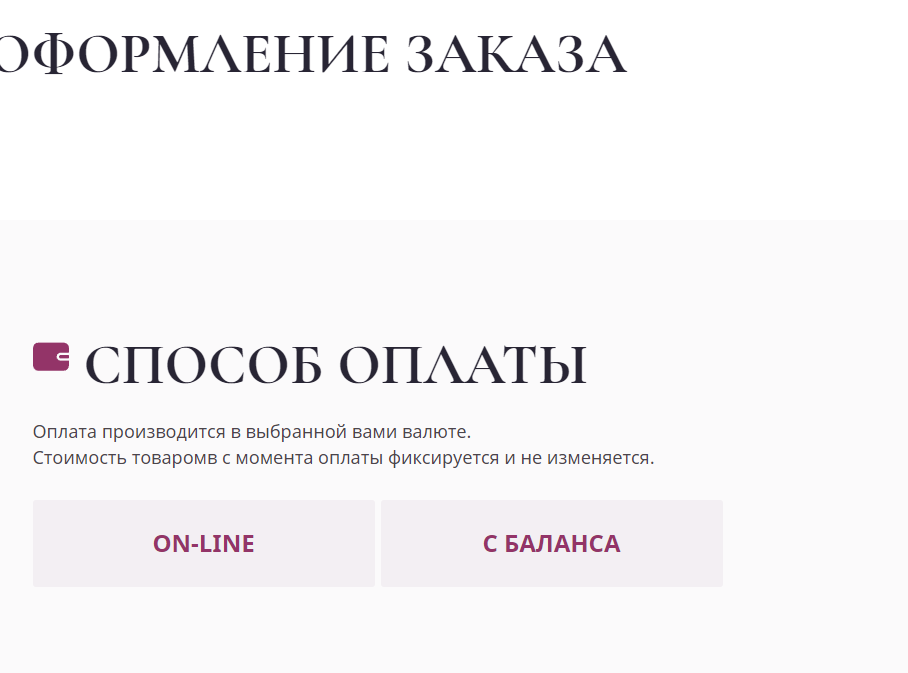 ОФОРМЛЕНИЕ ЗАКАЗА
СПОСОБ ОПЛАТЫ
Оплата производится в выбранной вами валюте.
Стоимость товаромв с момента оплаты фиксируется и не изменяется.
ON-LINE
С БАЛАНСА